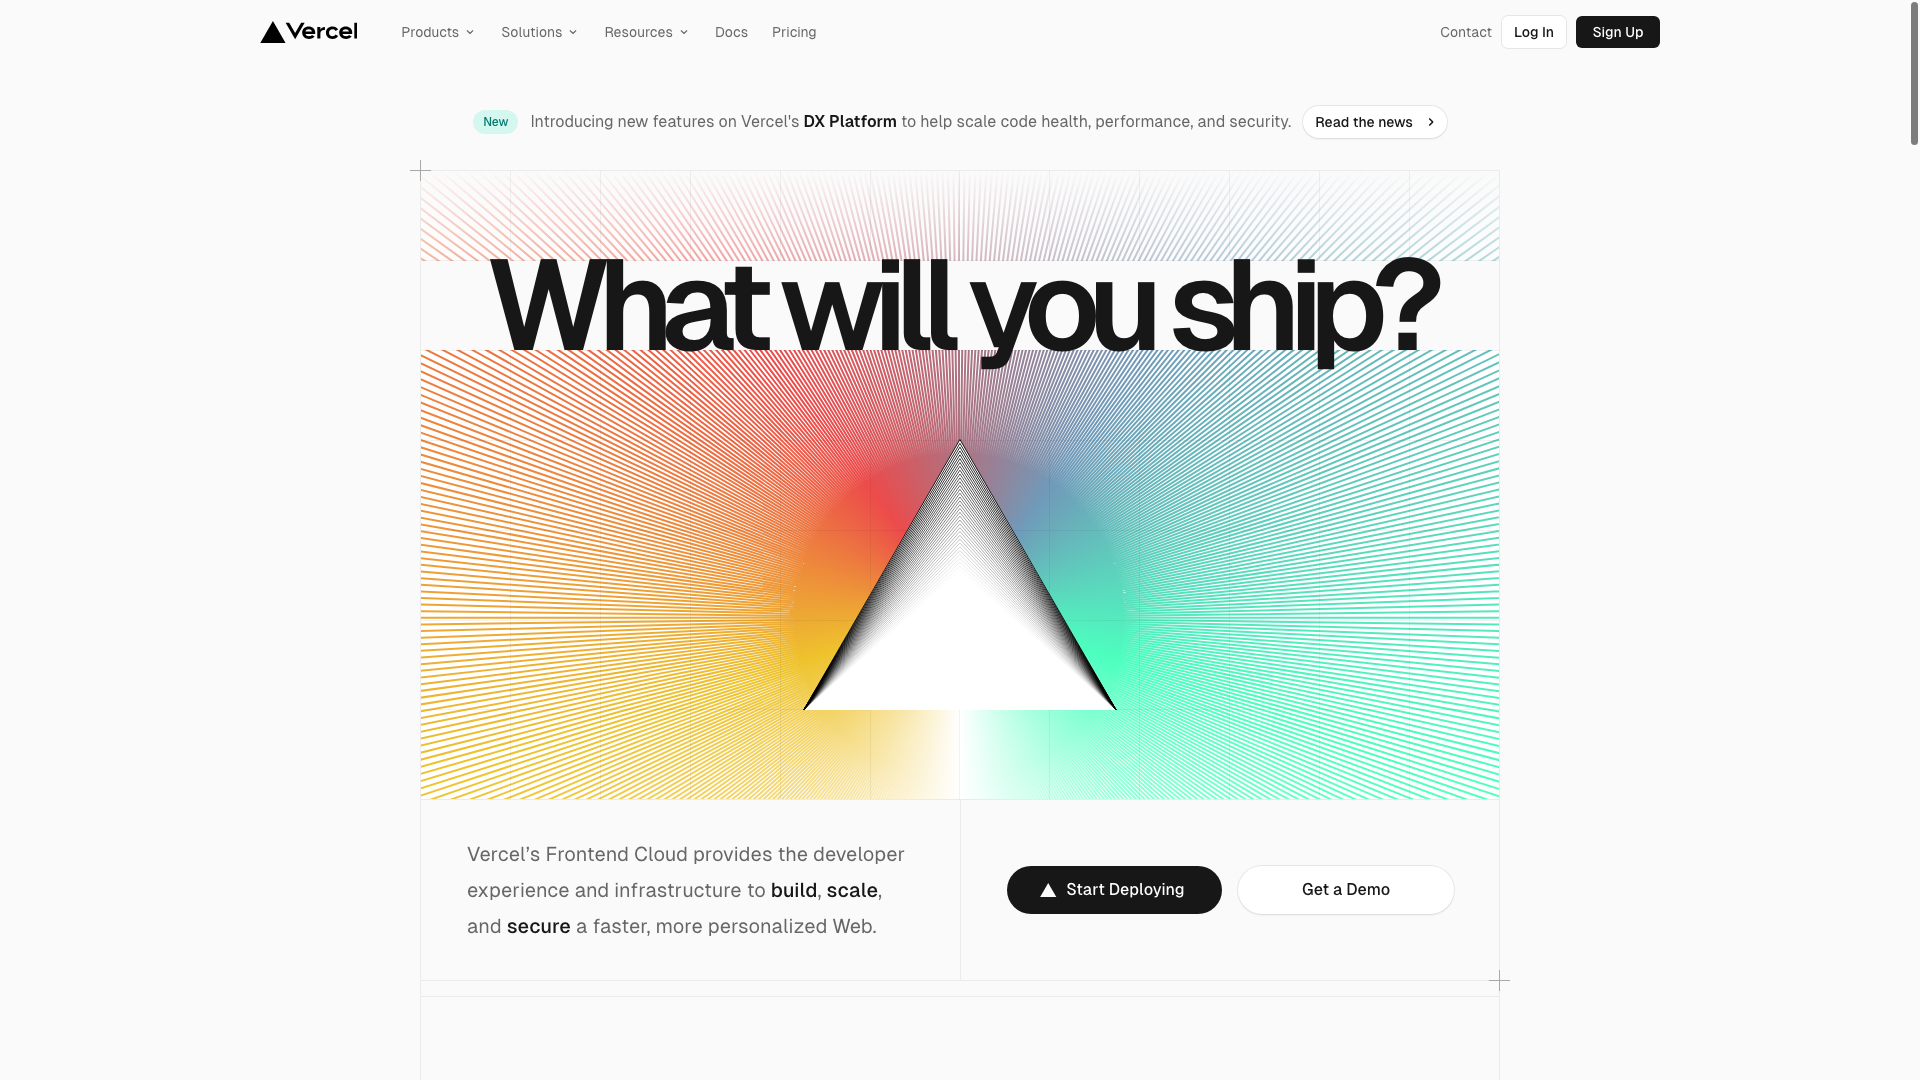 Vercel
Products
Solutions
Resources
Docs
Pricing
Contact
Log In
Sign Up
New
Introducing new features on Vercel's DX Platform to help scale code health, performance, and security.
Read the news
What will you ship?
Vercel’s Frontend Cloud provides the developer
experience and infrastructure to build, scale,
and secure a faster, more personalized Web.
Start Deploying
Get a Demo